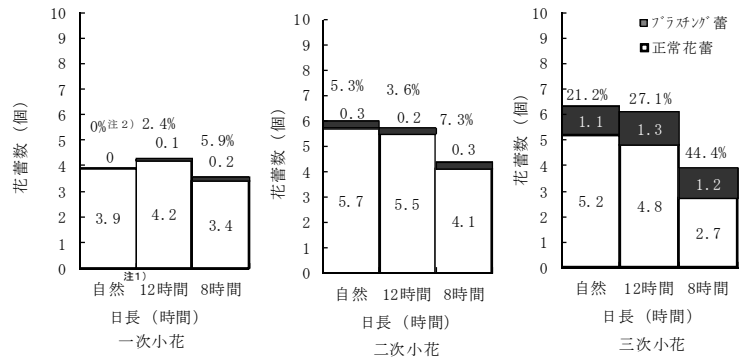 花蕾数（個）
10
9
8
7
6
5
4
3
2
1
0
0%注2)
2.4%
5.9%
0
0.1
0.2
3.9
4.2
3.4
注1)
自然
12時間
8時間
日長（時間）
一次小花
花蕾数（個）
10
9
8
7
6
5
4
3
2
1
0
5.3%
3.6%
7.3%
0.3
0.2
0.3
5.7
5.5
4.1
自然
12時間
8時間
日長（時間）
二次小花
花蕾数（個）
10
9
8
7
6
5
4
3
2
1
0
■ブラスチング蕾
□正常花蕾
21.2%
27.1%
44.4%
1.1
1.3
1.2
5.2
4.8
2.7
自然
12時間
8時間
日長（時間）
三次小花